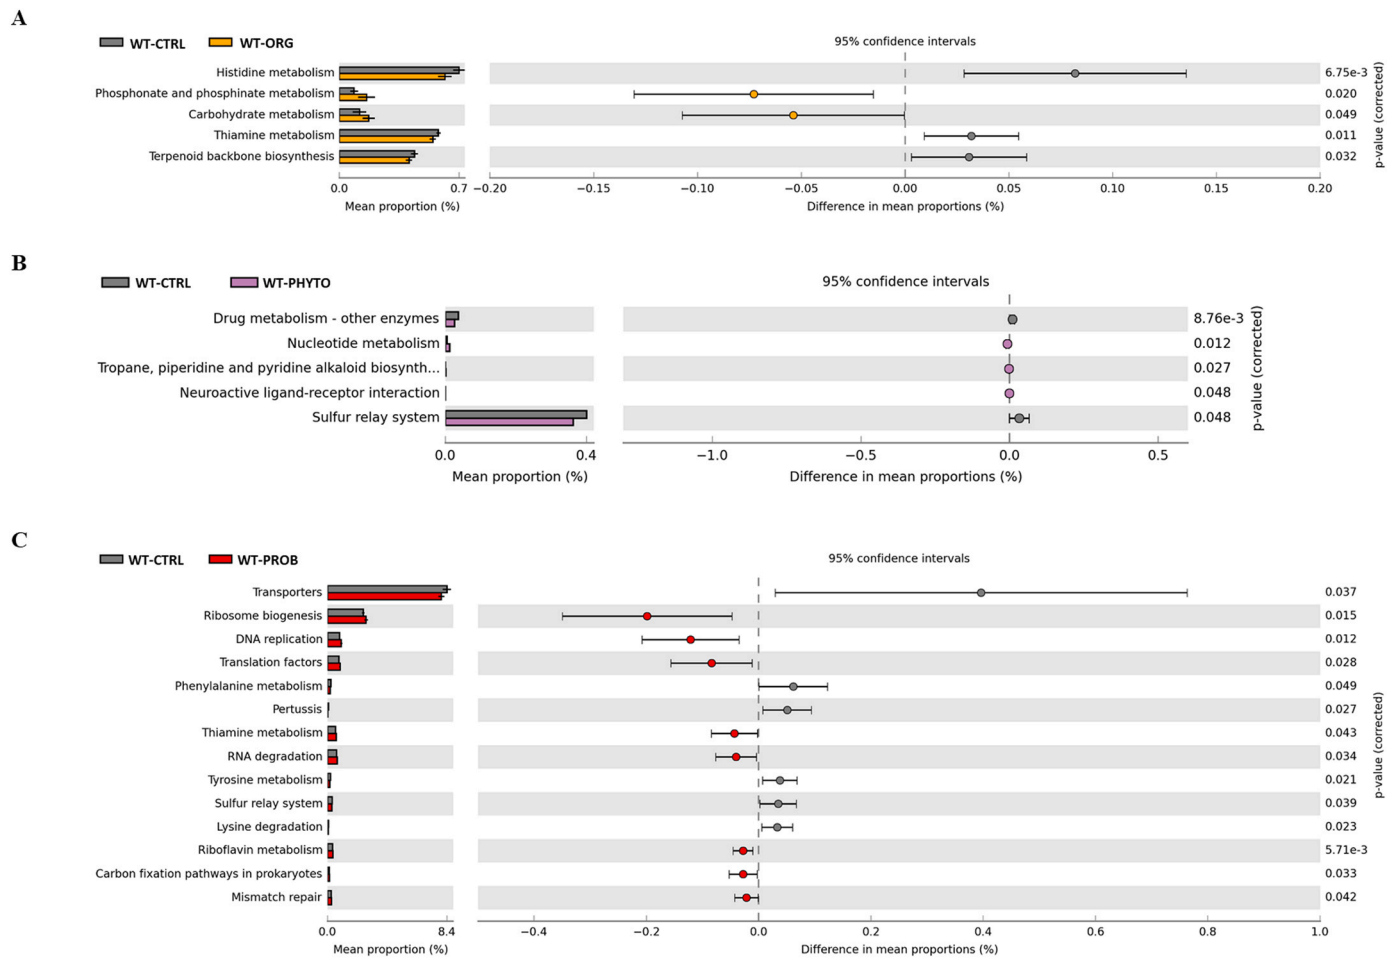 A
WT-CTRL WT-ORG
95% confidence intervals
Histidine metabolism 6.75e-3
Phosphonate and phosphinate metabolism 0.020
Carbohydrate metabolism 0.049
Thiamine metabolism 0.011
Terpenoid backbone biosynthesis 0.032
p-value (corrected)
0.0 0.7 −0.20 −0.15 −0.10 −0.05 0.00 0.05 0.10 0.15 0.20
Mean proportion (%) Difference in mean proportions (%)
B
WT-CTRL WT-PHYTO
95% confidence intervals
Drug metabolism - other enzymes 8.76e-3
Nucleotide metabolism 0.012
Tropane, piperidine and pyridine alkaloid biosynth... 0.027
Neuroactive ligand-receptor interaction 0.048
Sulfur relay system 0.048
p-value (corrected)
0.0 0.4 −1.0 −0.5 0.0 0.5
Mean proportion (%) Difference in mean proportions (%)
C
WT-CTRL WT-PROB
95% confidence intervals
Transporters 0.037
Ribosome biogenesis 0.015
DNA replication 0.012
Translation factors 0.028
Phenylalanine metabolism 0.049
Pertussis 0.027
Thiamine metabolism 0.043
RNA degradation 0.034
Tyrosine metabolism 0.021
Sulfur relay system 0.039
Lysine degradation 0.023
Riboflavin metabolism 5.71e-3
Carbon fixation pathways in prokaryotes 0.033
Mismatch repair 0.042
p-value (corrected)
0.0 8.4 −0.4 −0.2 0.0 0.2 0.4 0.6 0.8 1.0
Mean proportion (%) Difference in mean proportions (%)